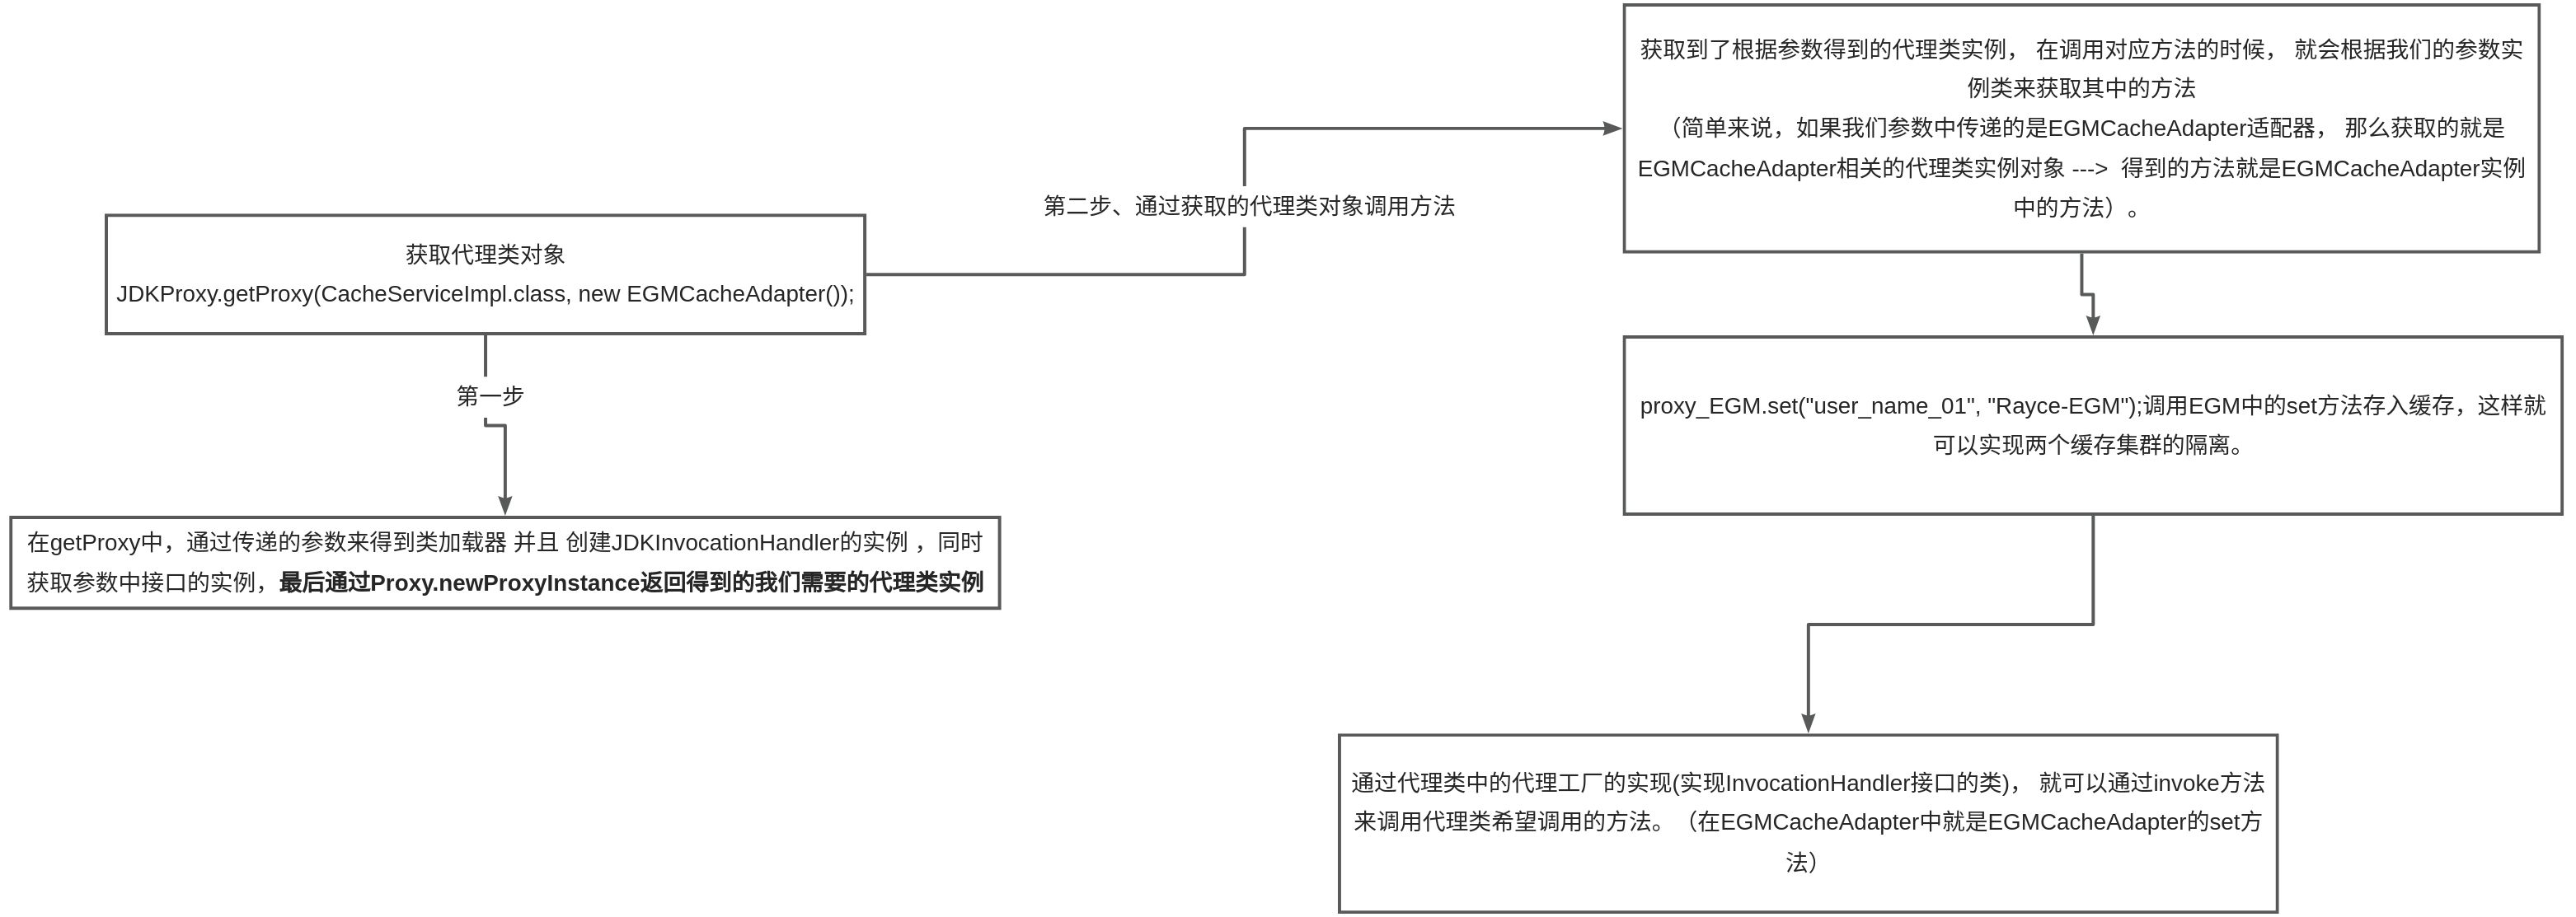 获取代理类对象
JDKProxy.getProxy(CacheServiceImpl.class, new EGMCacheAdapter());
第一步
在getProxy中，通过传递的参数来得到类加载器 并且 创建JDKInvocationHandler的实例 ，同时
获取参数中接口的实例，最后通过Proxy.newProxyInstance返回得到的我们需要的代理类实例
第二步、通过获取的代理类对象调用方法
获取到了根据参数得到的代理类实例， 在调用对应方法的时候， 就会根据我们的参数实
例类来获取其中的方法
（简单来说，如果我们参数中传递的是EGMCacheAdapter适配器， 那么获取的就是
EGMCacheAdapter相关的代理类实例对象 ---> 得到的方法就是EGMCacheAdapter实例
中的方法）。
proxy_EGM.set("user_name_01", "Rayce-EGM");调用EGM中的set方法存入缓存，这样就
可以实现两个缓存集群的隔离。
通过代理类中的代理工厂的实现(实现InvocationHandler接口的类)， 就可以通过invoke方法
来调用代理类希望调用的方法。（在EGMCacheAdapter中就是EGMCacheAdapter的set方
法）